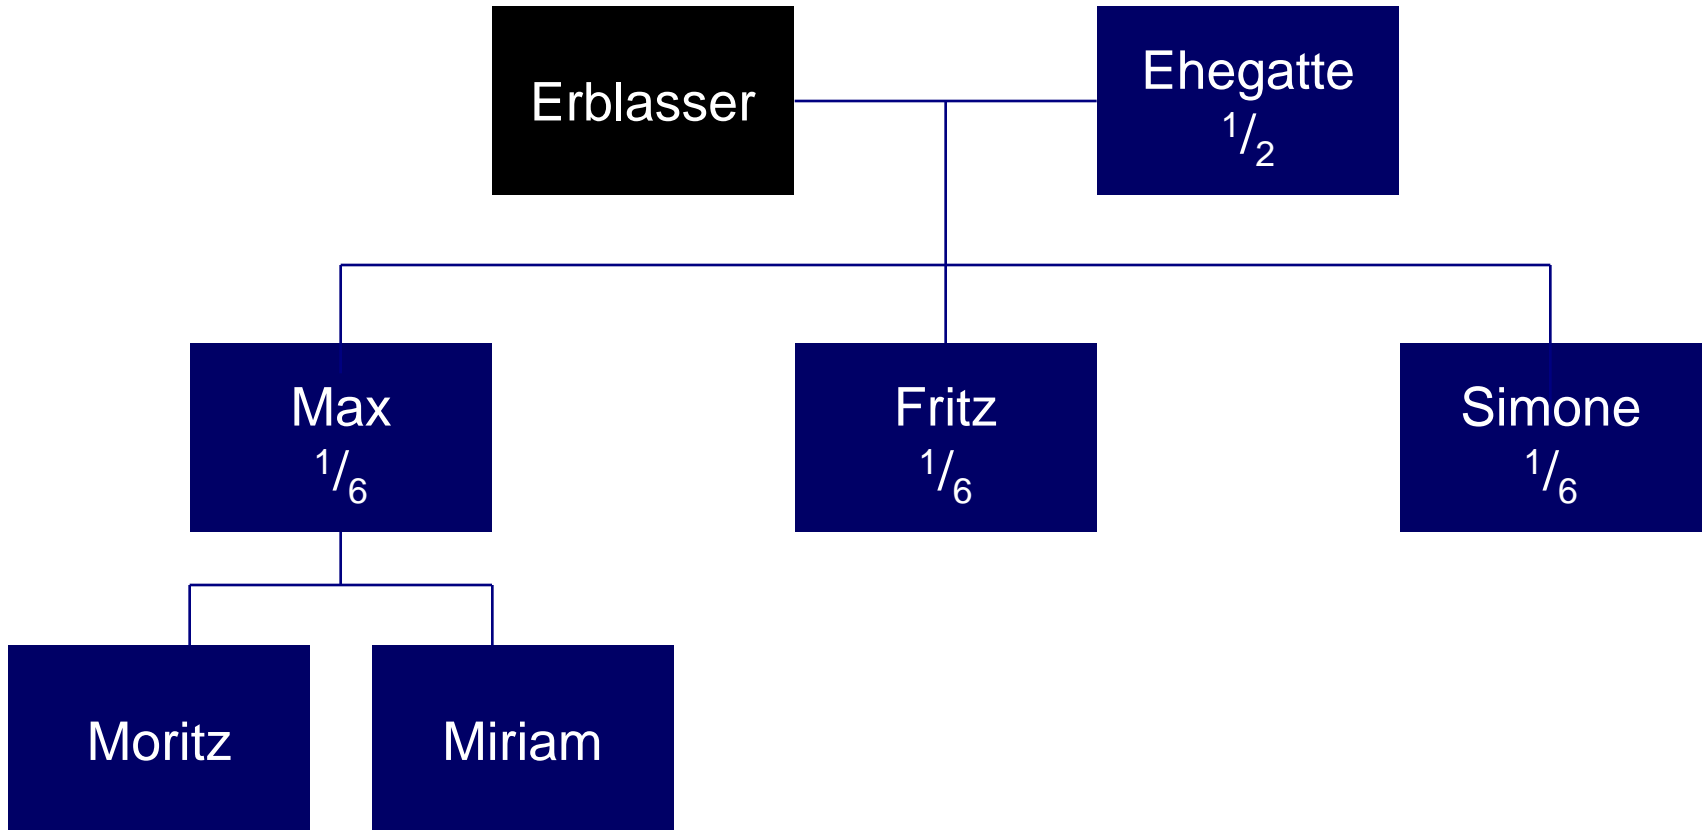 Erblasser
Ehegatte
1/2
Max
1/6
Fritz
1/6
Simone
1/6
Moritz
Miriam